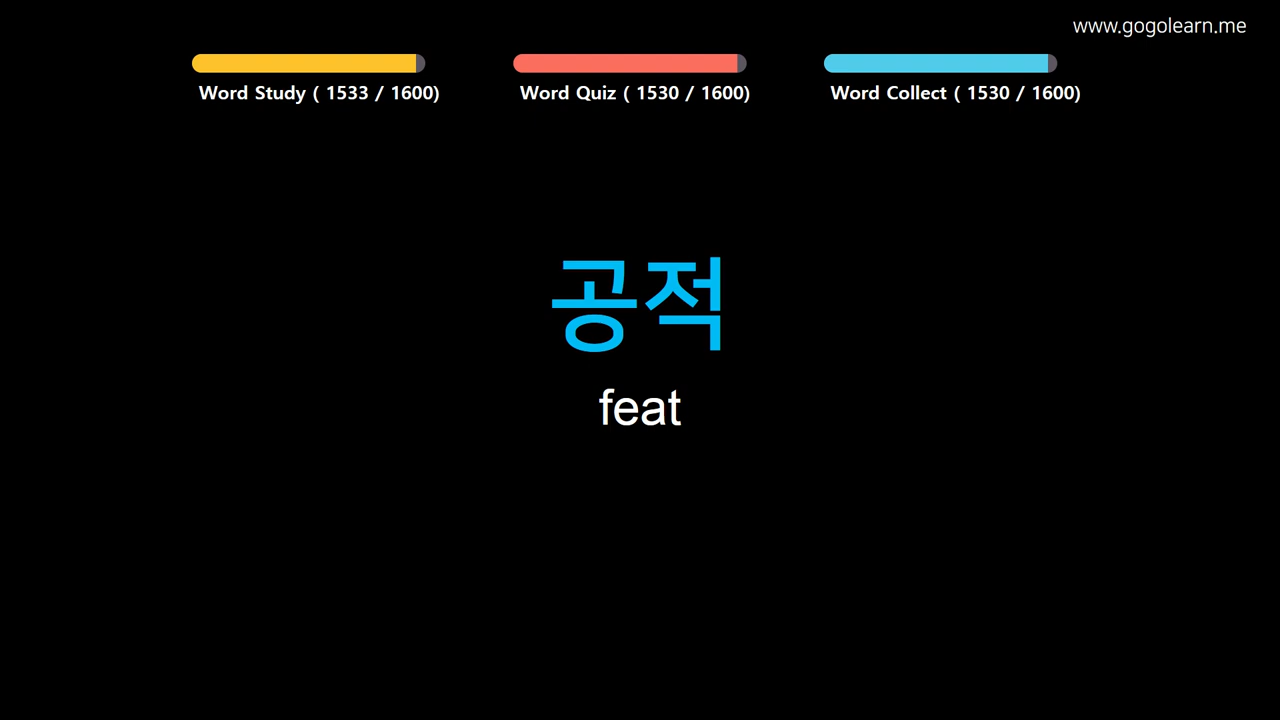 www.gogolearn.me
Word Study ( 1533 / 1600)
Word Quiz ( 1530 / 1600)
Word Collect ( 1530 / 1600)
공적
feat